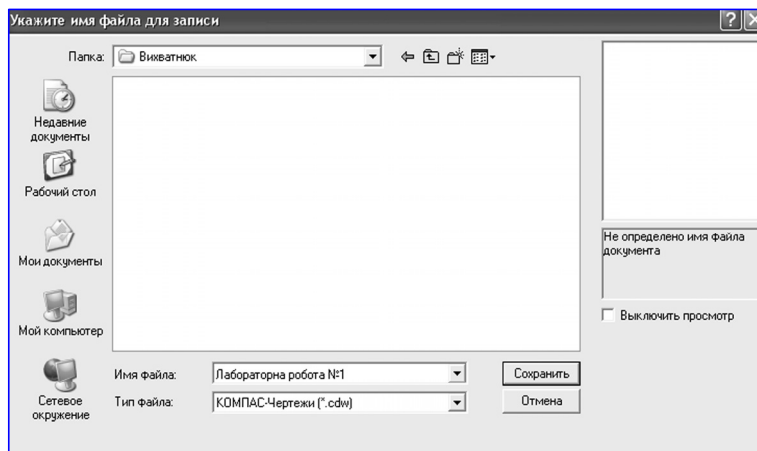 Укажите имя файла для записи
Папка: Вихватнюк
Недавние
документы
Рабочий стол
Мои документы
Мой компьютер
Сетевое
окружение
Имя файла: Лабораторна робота №1 Сохранить
Тип файла: КОМПАС-Чертежи (*.cdw) Отмена
Не определено имя файла
документа
Выключить просмотр